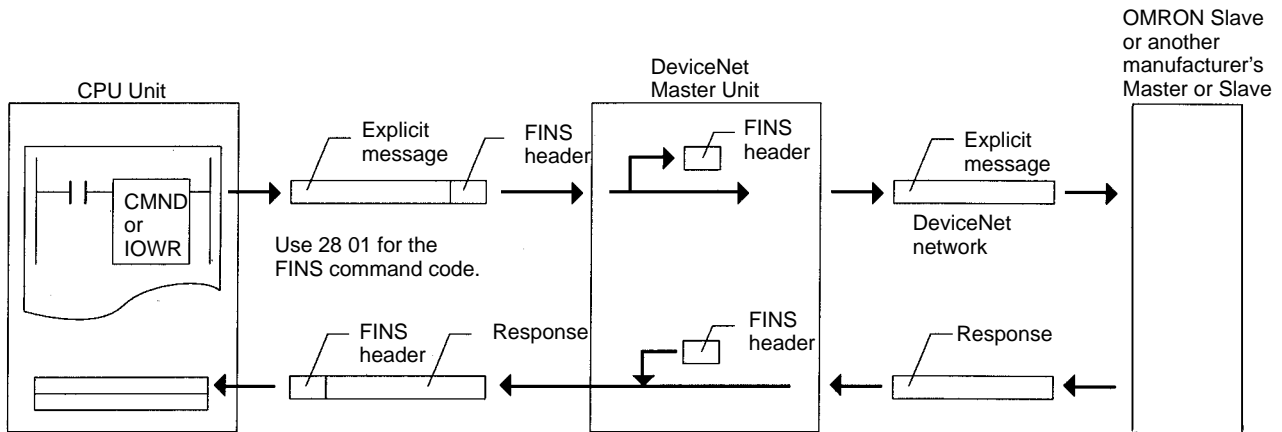 OMRON Slave
or another
manufacturer's
Master or Slave
CPU Unit
DeviceNet
Master Unit
Explicit
message
FINS
header
FINS
header
Explicit
message
CMND
or
IOWR
Use 28 01 for the
FINS command code.
DeviceNet
network
FINS
header
Response
FINS
header
Response